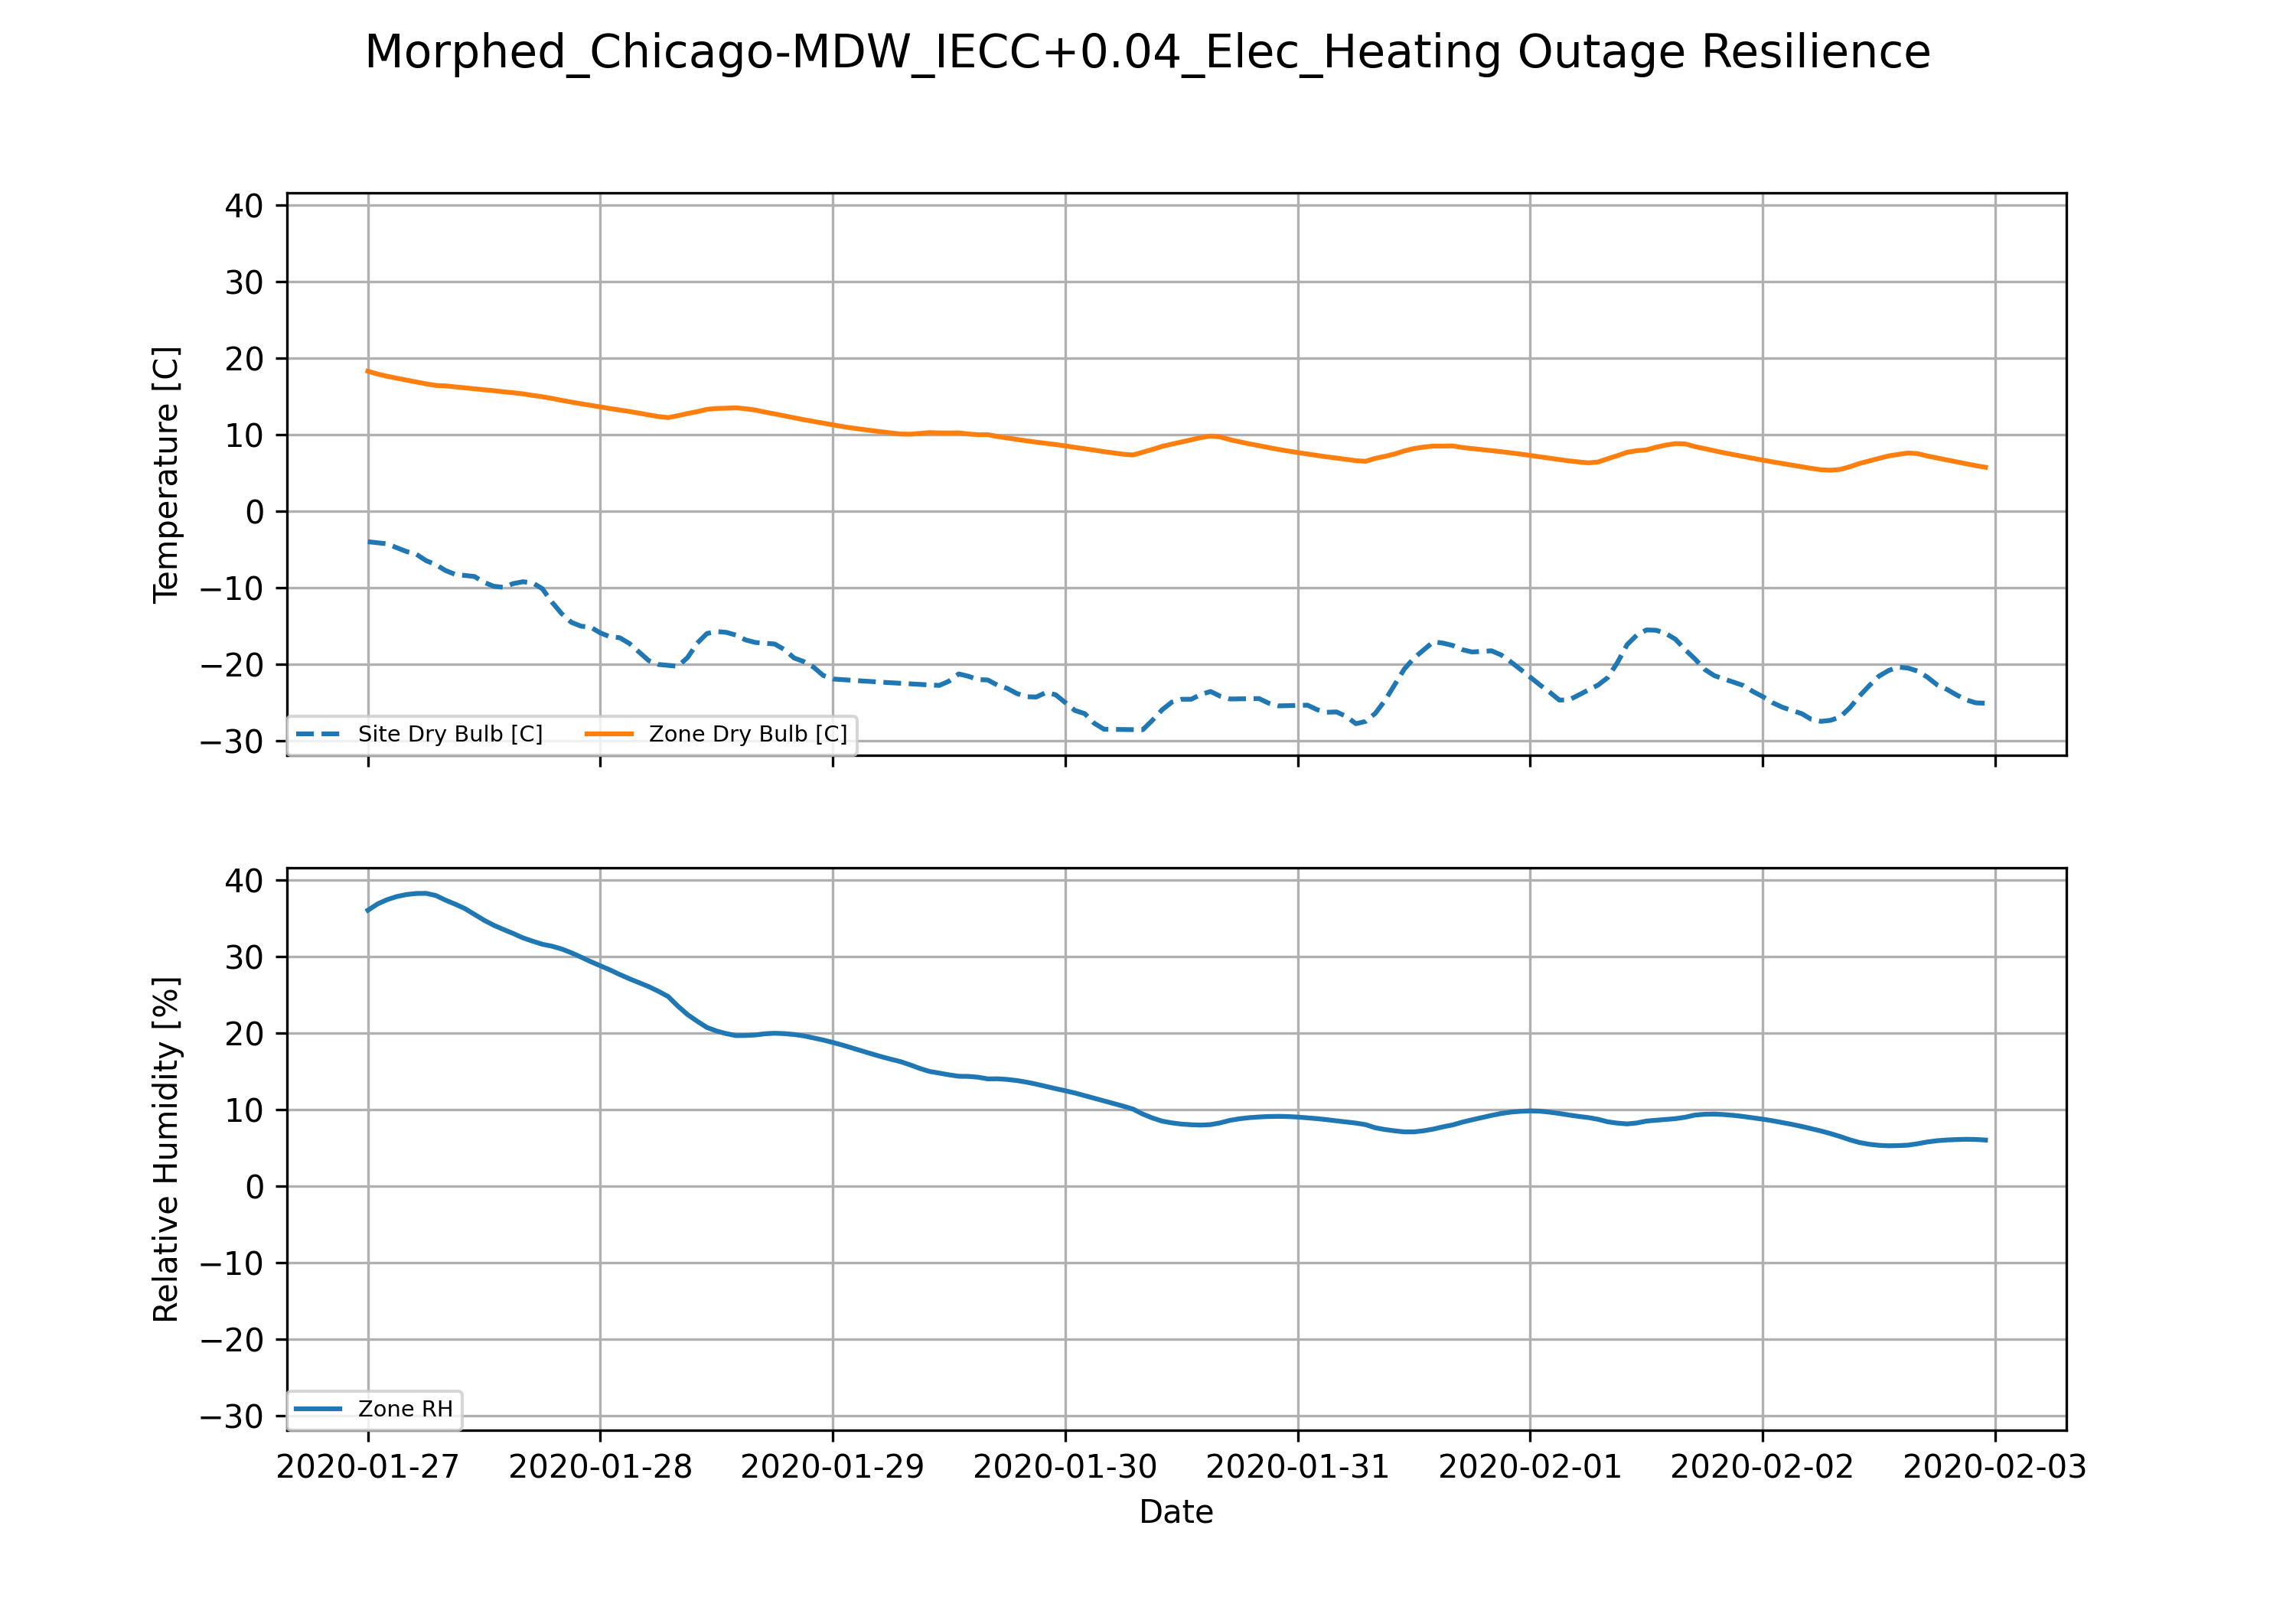 Morphed_Chicago-MDW_IECC+0.04_Elec_Heating Outage Resilience
40
30
20
10
0
−10
−20
−30
Temperature [C]
Site Dry Bulb [C] Zone Dry Bulb [C]
40
30
20
10
0
−10
−20
−30
Relative Humidity [%]
Zone RH
2020-01-27 2020-01-28 2020-01-29 2020-01-30 2020-01-31 2020-02-01 2020-02-02 2020-02-03
Date